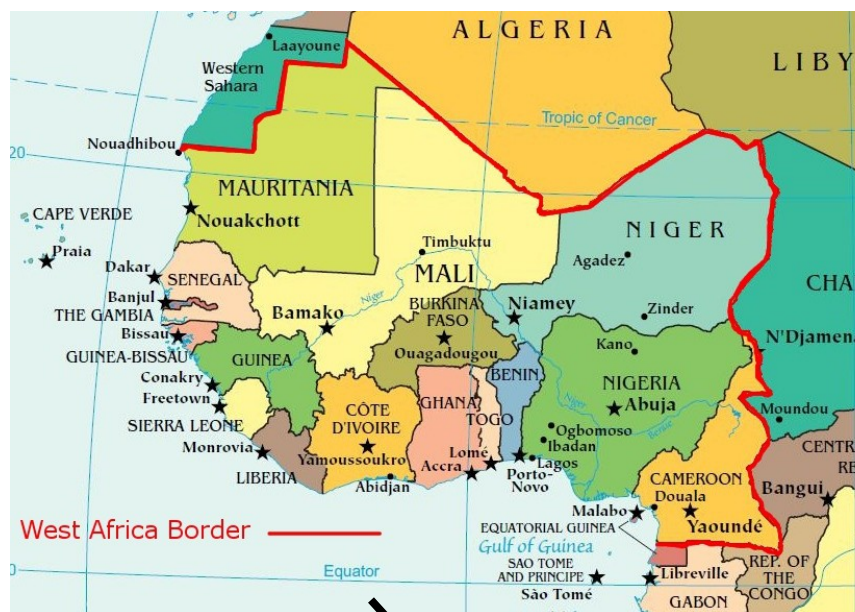 ALGERIA
LIBY
Laayoune
Western
Sahara
Tropic of Cancer
Nouadhibou
20
MAURITANIA
Nouakchott
CAPE VERDE
Praia
NIGER
Timbuktu
Agadez
Dakar
SENEGAL
MALI
CHA
Banjul
THE GAMBIA
Niger
Bamako
BURKINA
FASO
Niamey
Zinder
Bissau
GUINEA-BISSAU
Ouagadougou
Kano
N'Djamena
GUINEA
BENIN
NIGERIA
Abuja
Conakry
Freetown
SIERRA LEONE
CÔTE
D'IVOIRE
GHANA
TOGO
Niger
Benue
Moundou
Ogbomoso
Ibadan
Lagos
Monrovia
LIBERIA
Yamoussoukro
Abidjan
Lomé
Accra
Porto-
Novo
CENTR
RE
CAMEROON
Douala
Yaoundé
Bangui
Malabo
EQUATORIAL GUINEA
Gulf of Guinea
West Africa Border
SAO TOME
AND PRINCIPE
São Tomé
Libreville
GABON
REP. OF
THE
CONGO
0
Equator